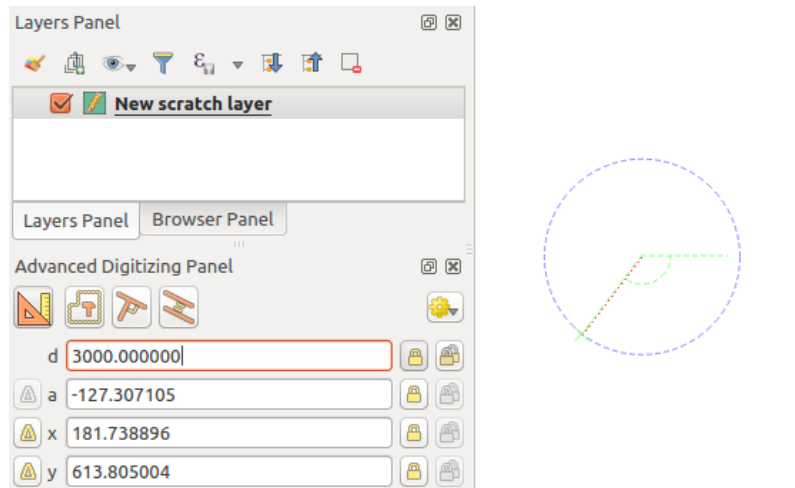 Layers Panel
ε
New scratch layer
Layers Panel Browser Panel
Advanced Digitizing Panel
d 3000.000000
a -127.307105
x 181.738896
y 613.805004